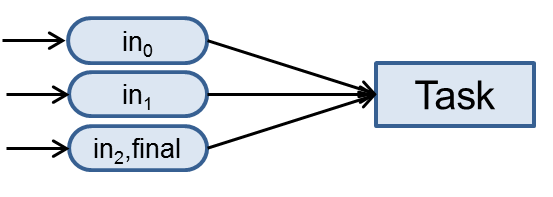 in₀
in₁
Task
in₂,final